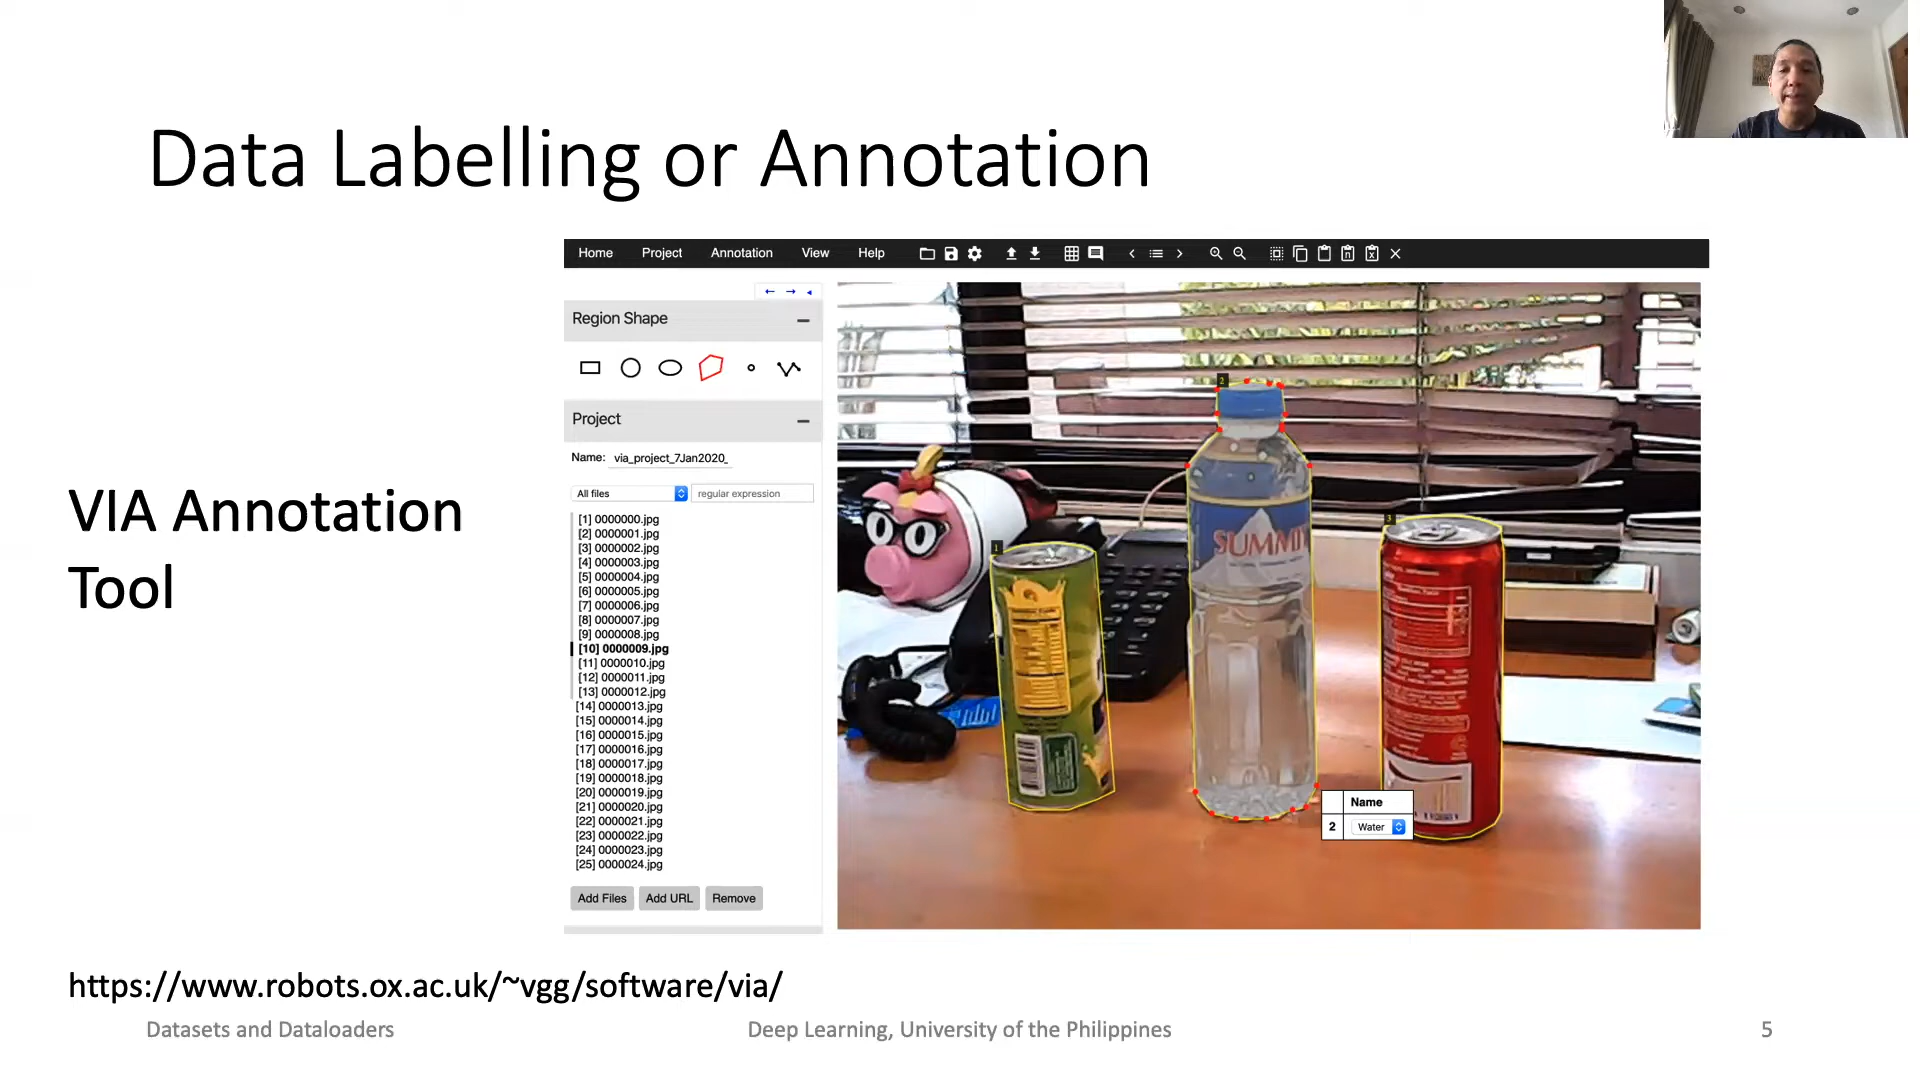 Data Labelling or Annotation
Home Project Annotation View Help
Region Shape
Project
Name: via_project_7Jan2020_
All files regular expression
[1] 0000000.jpg
[2] 0000001.jpg
[3] 0000002.jpg
[4] 0000003.jpg
[5] 0000004.jpg
[6] 0000005.jpg
[7] 0000006.jpg
[8] 0000007.jpg
[9] 0000008.jpg
[10] 0000009.jpg
[11] 0000010.jpg
[12] 0000011.jpg
[13] 0000012.jpg
[14] 0000013.jpg
[15] 0000014.jpg
[16] 0000015.jpg
[17] 0000016.jpg
[18] 0000017.jpg
[19] 0000018.jpg
[20] 0000019.jpg
[21] 0000020.jpg
[22] 0000021.jpg
[23] 0000022.jpg
[24] 0000023.jpg
[25] 0000024.jpg
Add Files Add URL Remove
2
1
3
SUMMIT
Name
2 Water
VIA Annotation
Tool
https://www.robots.ox.ac.uk/~vgg/software/via/
Datasets and Dataloaders Deep Learning, University of the Philippines 5